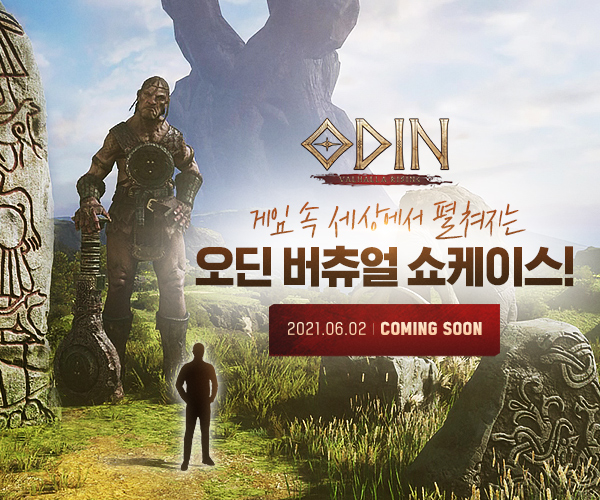 ODIN
VALHALLA RISING
게임 속 세상에서 펼쳐지는
오딘 버츄얼 쇼케이스!
2021.06.02 | COMING SOON